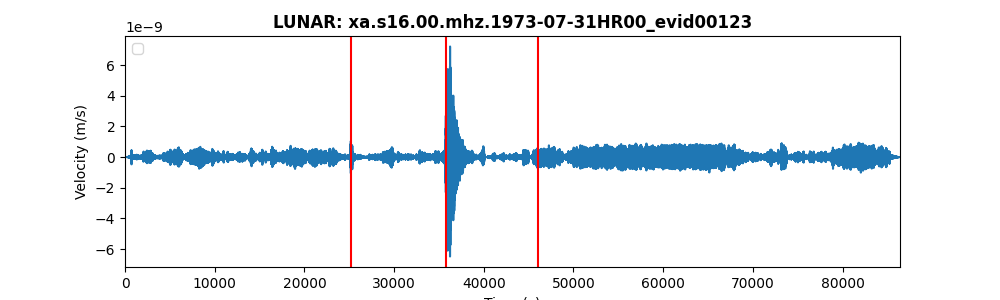 LUNAR: xa.s16.00.mhz.1973-07-31HR00_evid00123
1e−9
6
4
2
0
−2
−4
−6
Velocity (m/s)
0 10000 20000 30000 40000 50000 60000 70000 80000
Time (s)